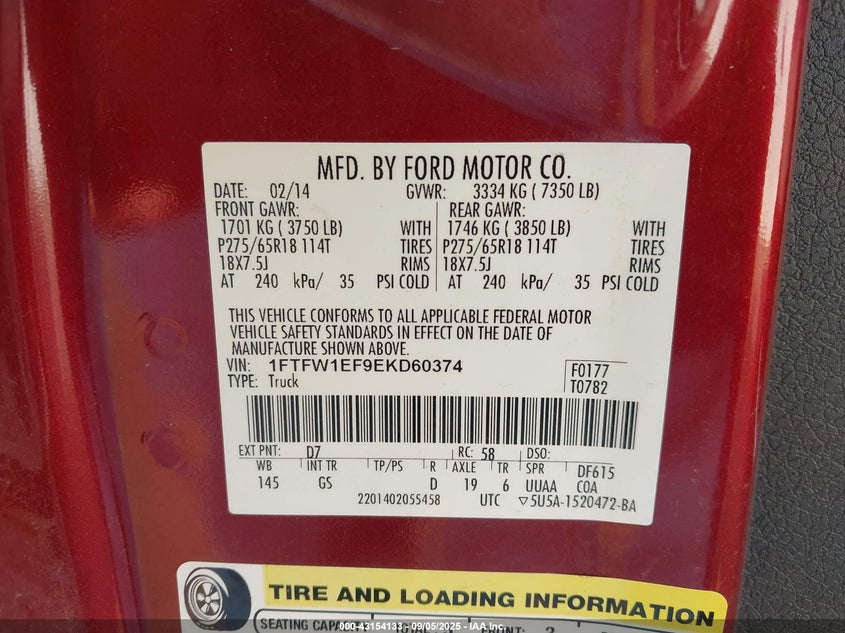 MFD. BY FORD MOTOR CO.
DATE: 02/14 GVWR: 3334 KG ( 7350 LB)
FRONT GAWR: REAR GAWR:
1701 KG ( 3750 LB) WITH 1746 KG ( 3850 LB) WITH
P275/65R18 114T TIRES P275/65R18 114T TIRES
18X7.5J RIMS 18X7.5J RIMS
AT 240 kPa/ 35 PSI COLD AT 240 kPa/ 35 PSI COLD
THIS VEHICLE CONFORMS TO ALL APPLICABLE FEDERAL MOTOR
VEHICLE SAFETY STANDARDS IN EFFECT ON THE DATE OF
MANUFACTURE SHOWN ABOVE.
VIN: 1FTFW1EF9EKD60374 F0177
TYPE: Truck T0782
EXT PNT: D7 RC: 58 DSO:
WB INT TR TP/PS R AXLE TR SPR DF615
145 GS D 19 6 UUAA COA
2201402055458 UTC ▽5U5A-1520472-BA
TIRE AND LOADING INFORMATION
SEATING
000-43154133 - 09/05/2025 - IAA, Inc.